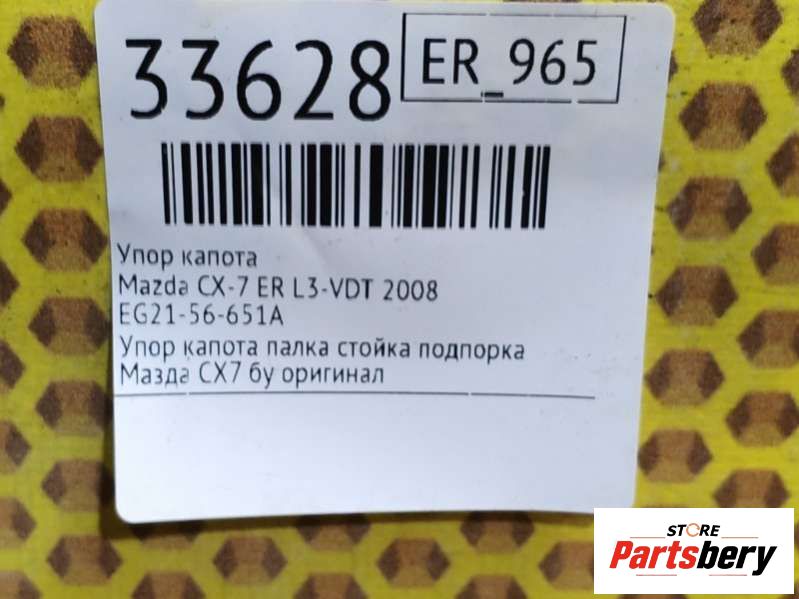 33628
ER_965
Упор капота
Mazda CX-7 ER L3-VDT 2008
EG21-56-651A
Упор капота палка стойка подпорка
Мазда СХ7 бу оригинал
STORE
Partsbery